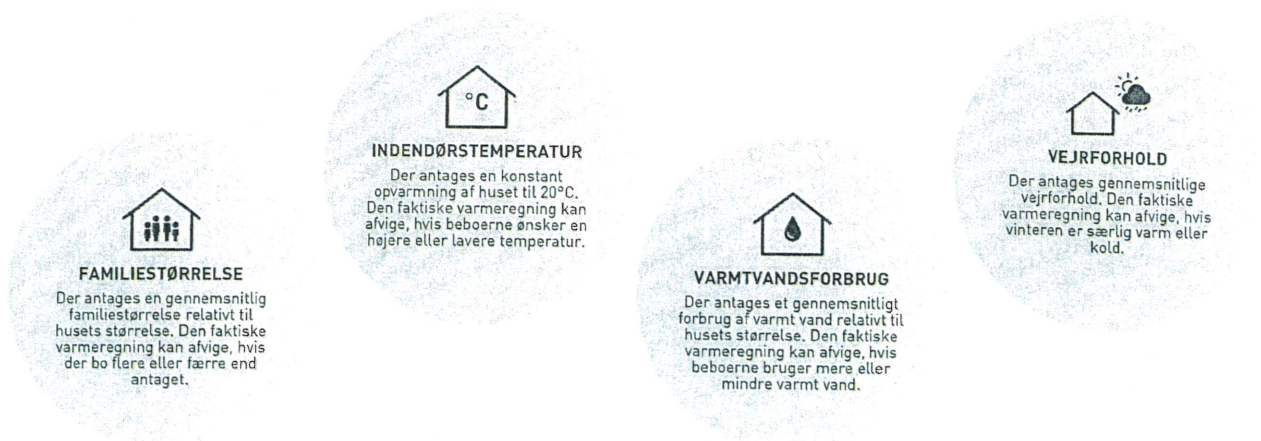 FAMILIESTØRRELSE
Der antages en gennemsnitlig
familiestørrelse relativt til
husets størrelse. Den faktiske
varmeregning kan afvige, hvis
der bo flere eller færre end
antaget.
°C
INDENDØRSTEMPERATUR
Der antages en konstant
opvarmning af huset til 20°C.
Den faktiske varmeregning kan
afvige, hvis beboerne ønsker en
højere eller lavere temperatur.
VARMTVANDSFORBRUG
Der antages et gennemsnitligt
forbrug af varmt vand relativt til
husets størrelse. Den faktiske
varmeregning kan afvige, hvis
beboerne bruger mere eller
mindre varmt vand.
VEJRFORHOLD
Der antages gennemsnitlige
vejrforhold. Den faktiske
varmeregning kan afvige, hvis
vinteren er særlig varm eller
kold.